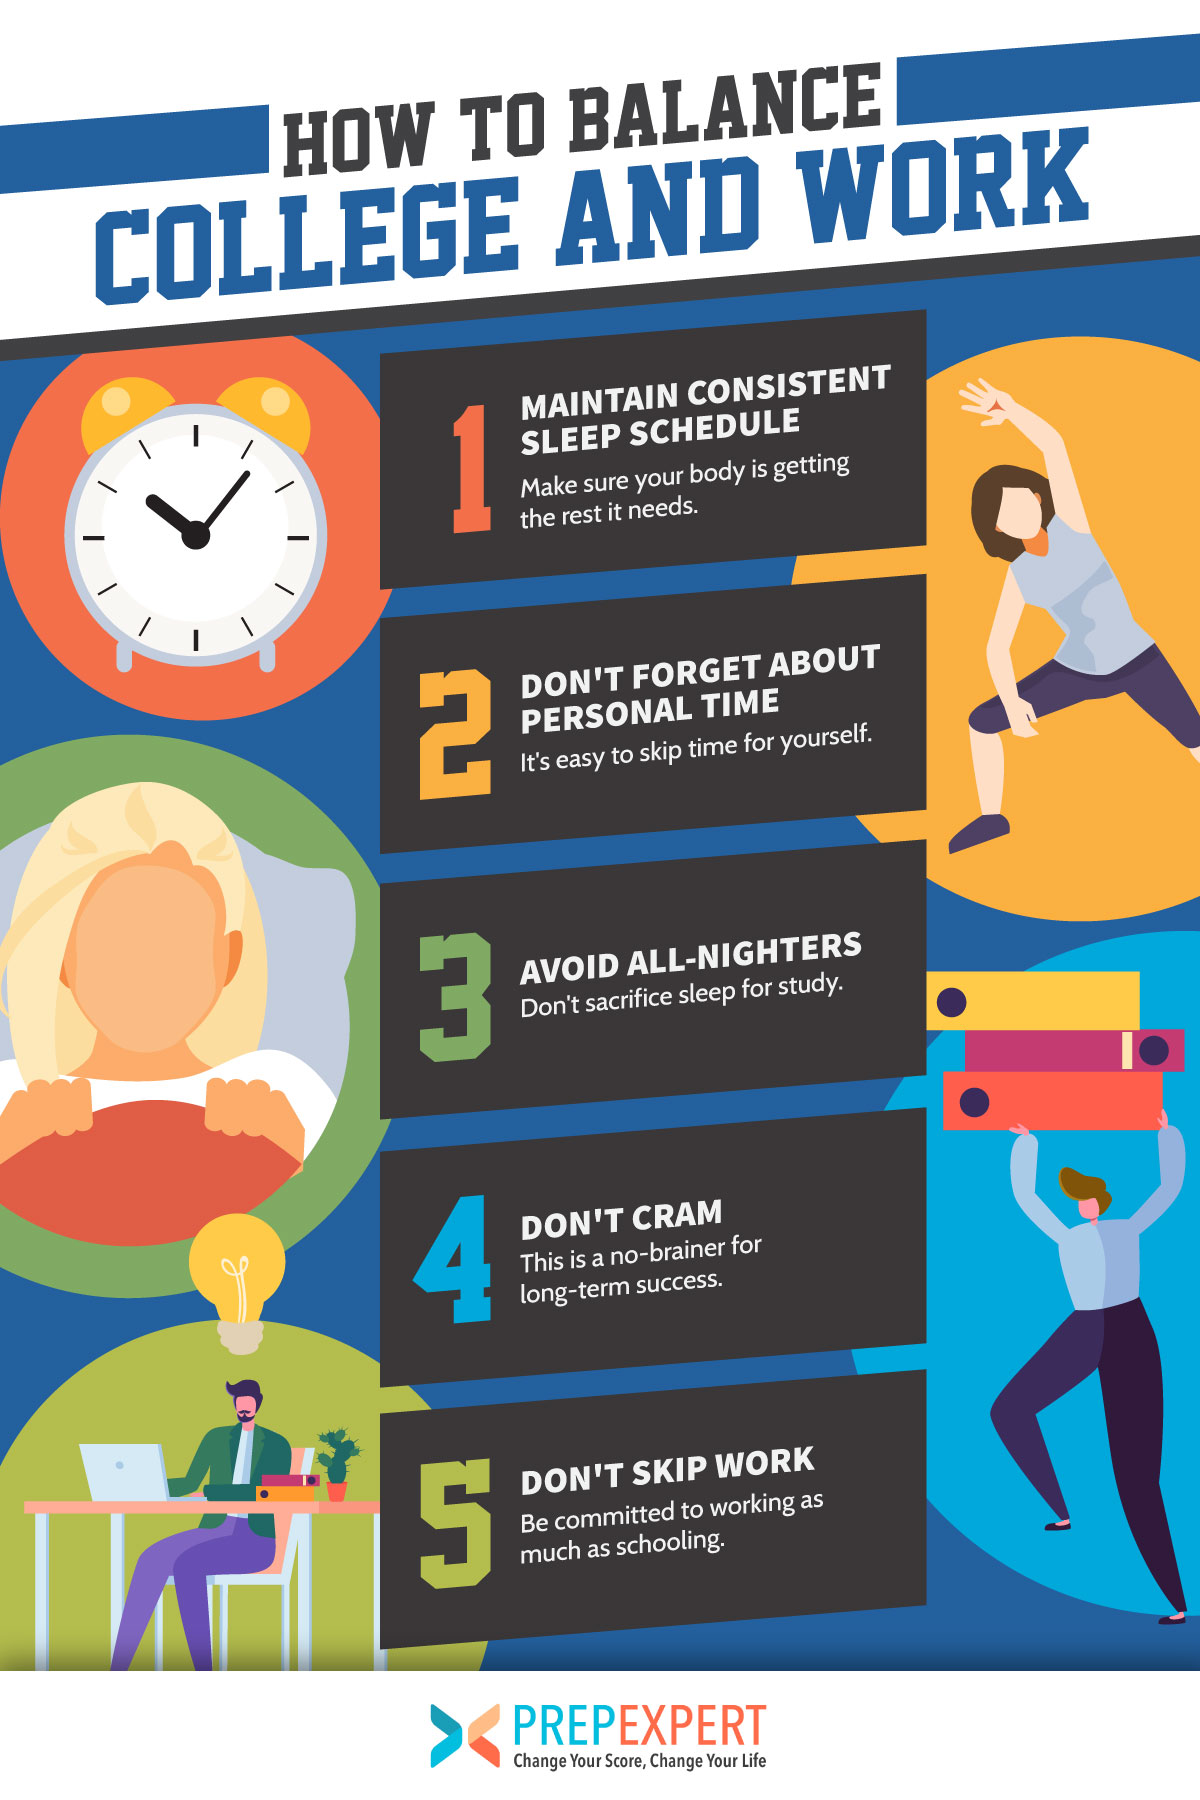 HOW TO BALANCE
COLLEGE AND WORK
1
MAINTAIN CONSISTENT
SLEEP SCHEDULE
Make sure your body is getting
the rest it needs.
2
DON'T FORGET ABOUT
PERSONAL TIME
It's easy to skip time for yourself.
3
AVOID ALL-NIGHTERS
Don't sacrifice sleep for study.
4
DON'T CRAM
This is a no-brainer for
long-term success.
5
DON'T SKIP WORK
Be committed to working as
much as schooling.
PREPEXPERT
Change Your Score, Change Your Life